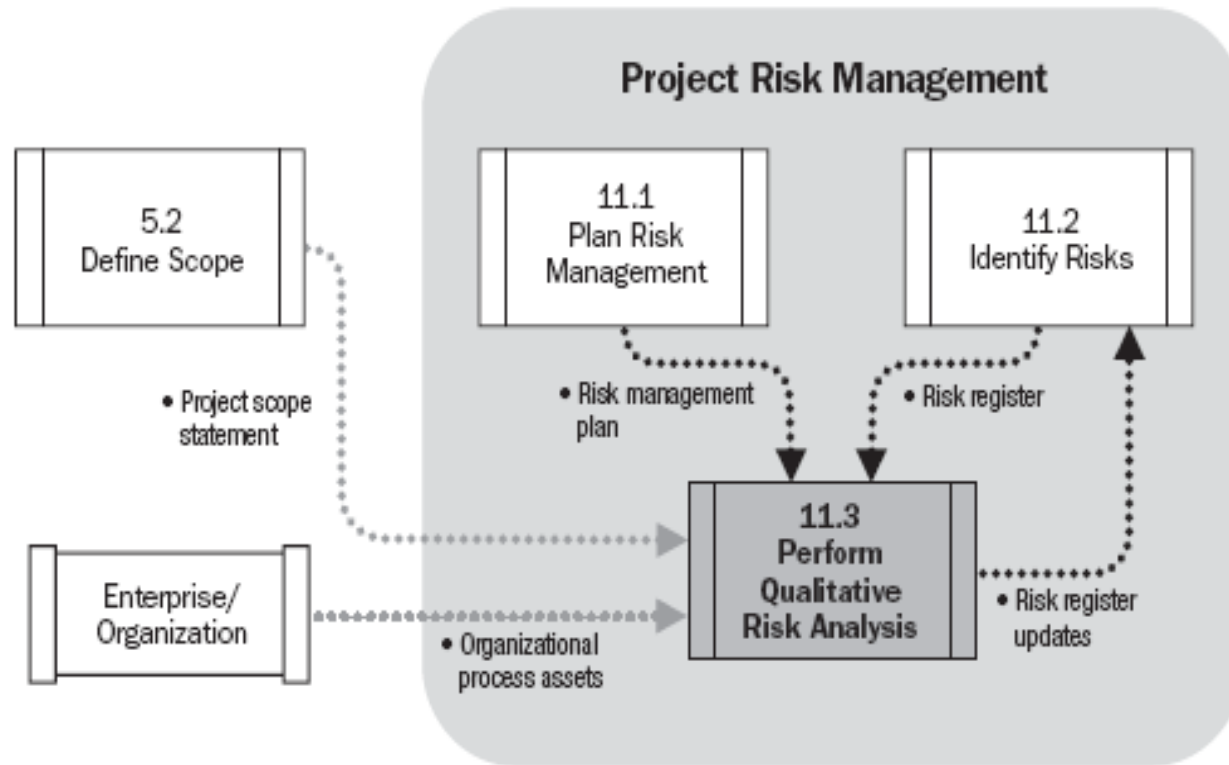 Project Risk Management
5.2
Define Scope
11.1
Plan Risk
Management
11.2
Identify Risks
• Project scope
statement
• Risk management
plan
• Risk register
11.3
Perform
Qualitative
Risk Analysis
Enterprise/
Organization
• Organizational
process assets
• Risk register
updates